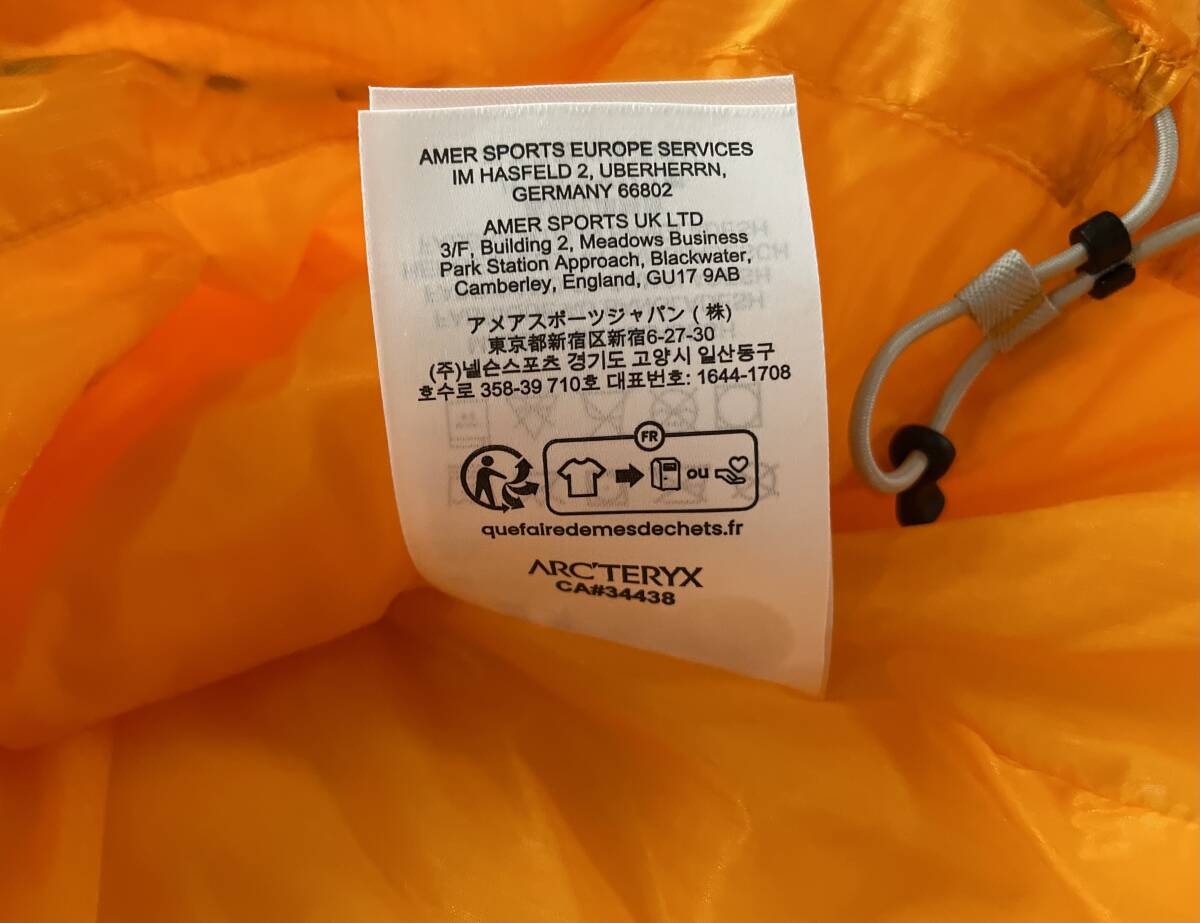 AMER SPORTS EUROPE SERVICES
IM HASFELD 2, UBERHERRN,
GERMANY 66802
AMER SPORTS UK LTD
3/F, Building 2, Meadows Business
Park Station Approach, Blackwater,
Camberley, England, GU17 9AB
アメアスポーツジャパン（株）
東京都新宿区新宿6-27-30
(주)넬슨스포츠 경기도 고양시 일산동구
호수로 358-39 710호 대표번호: 1644-1708
FR
ou
quefairedemesdechets.fr
ARC'TERYX
CA#34438